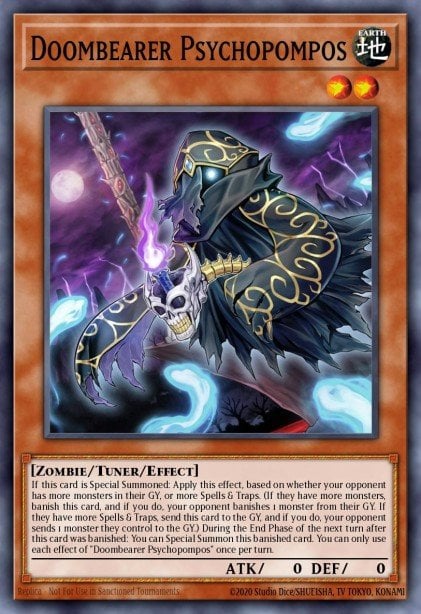 DOOMBEARER PSYCHOPOMPOS
EARTH
地
[ZOMBIE/TUNER/EFFECT]
If this card is Special Summoned: Apply this effect, based on whether your opponent
has more monsters in their GY, or more Spells & Traps. (If they have more monsters,
banish this card, and if you do, your opponent banishes 1 monster from their GY. If
they have more Spells & Traps, send this card to the GY, and if you do, your opponent
sends 1 monster they control to the GY.) During the End Phase of the next turn after
this card was banished: You can Special Summon this banished card. You can only use
each effect of "Doombearer Psychopompos" once per turn.
ATK/ 0 DEF/ 0
Replica - Not For Use in Sanctioned Tournaments
©2020 Studio Dice/SHUEISHA, TV TOKYO, KONAMI